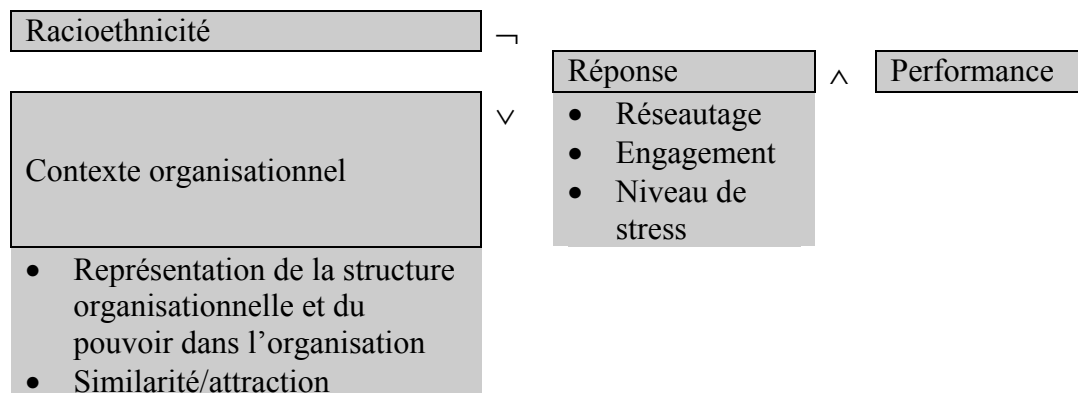 Racioethnicité ¬
Réponse ∧ Performance
Contexte organisationnel ∨
• Réseautage
• Engagement
• Niveau de
stress
• Représentation de la structure
organisationnelle et du
pouvoir dans l’organisation
• Similarité/attraction